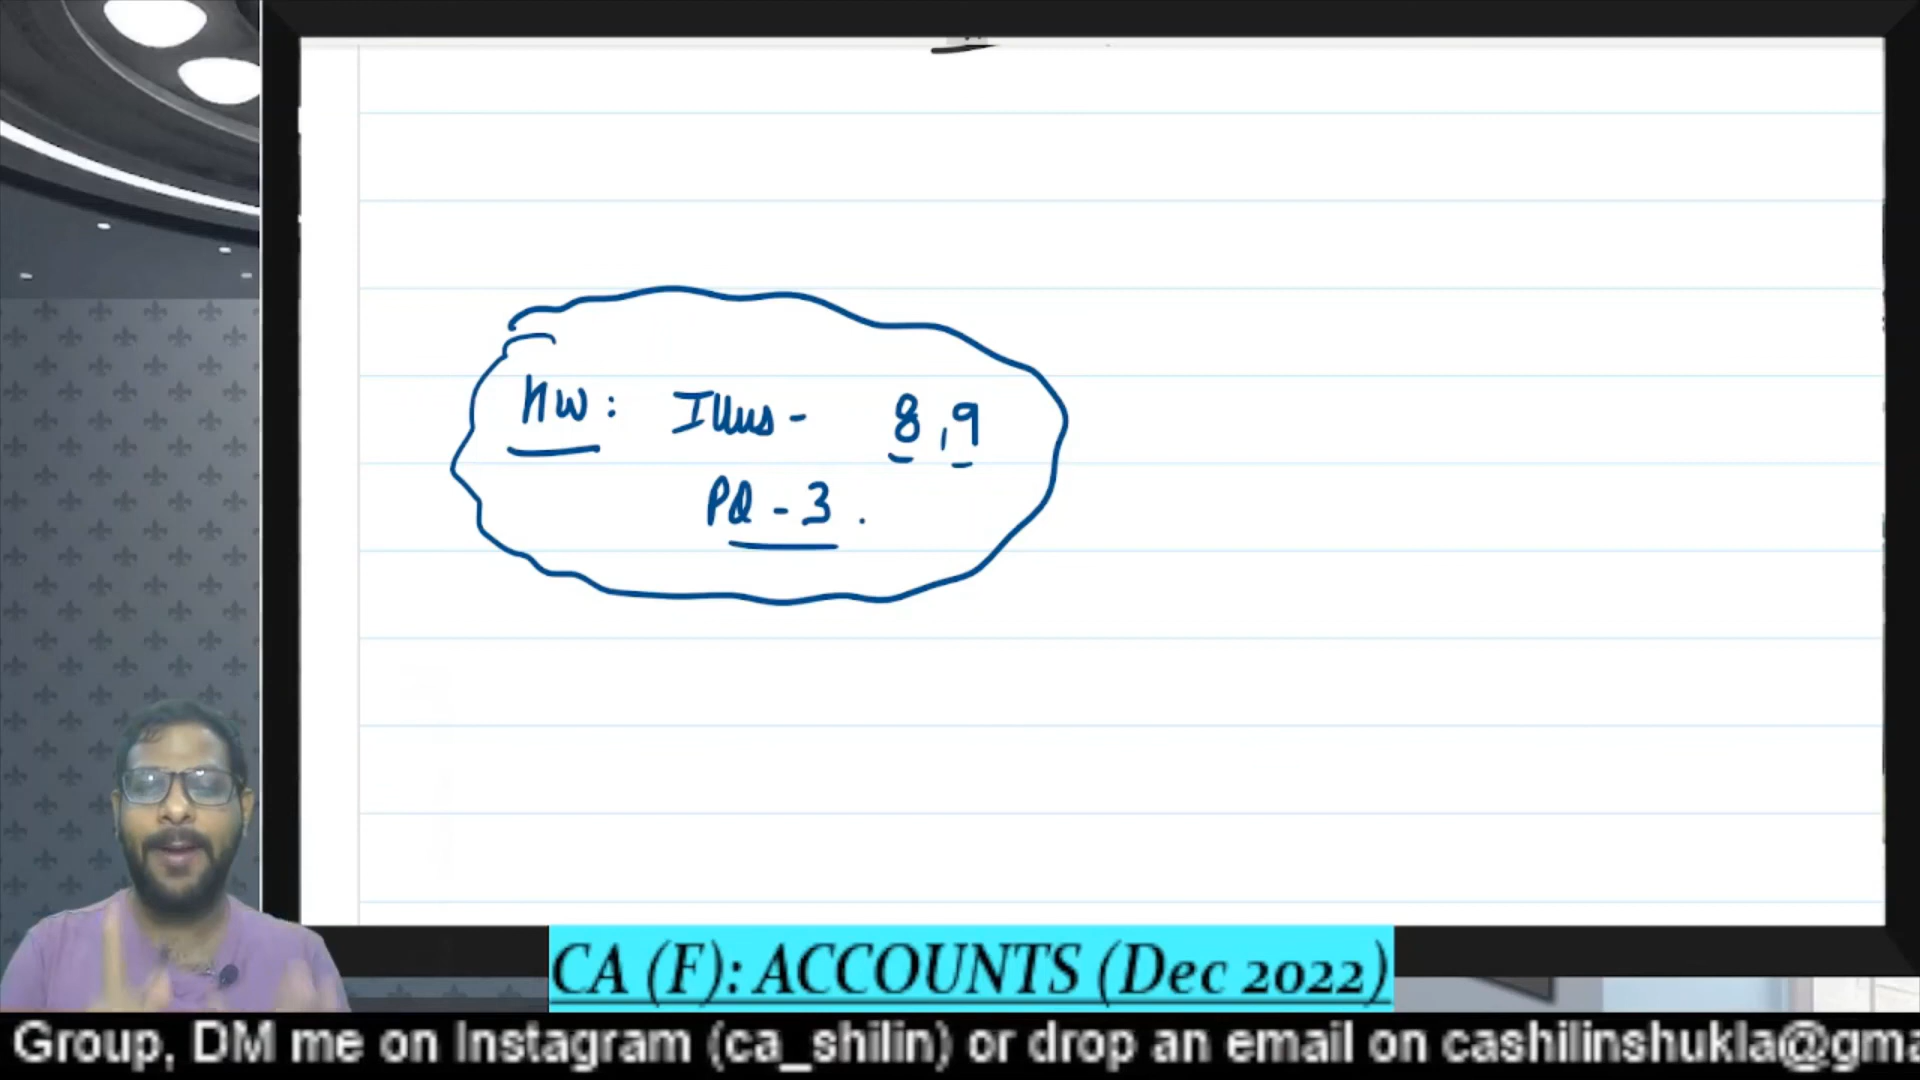 HW: Illus- 8,9
PQ - 3.
CA (F): ACCOUNTS (Dec 2022)
Group, DM me on Instagram (ca_shilin) or drop an email on cashilinshukla@gma